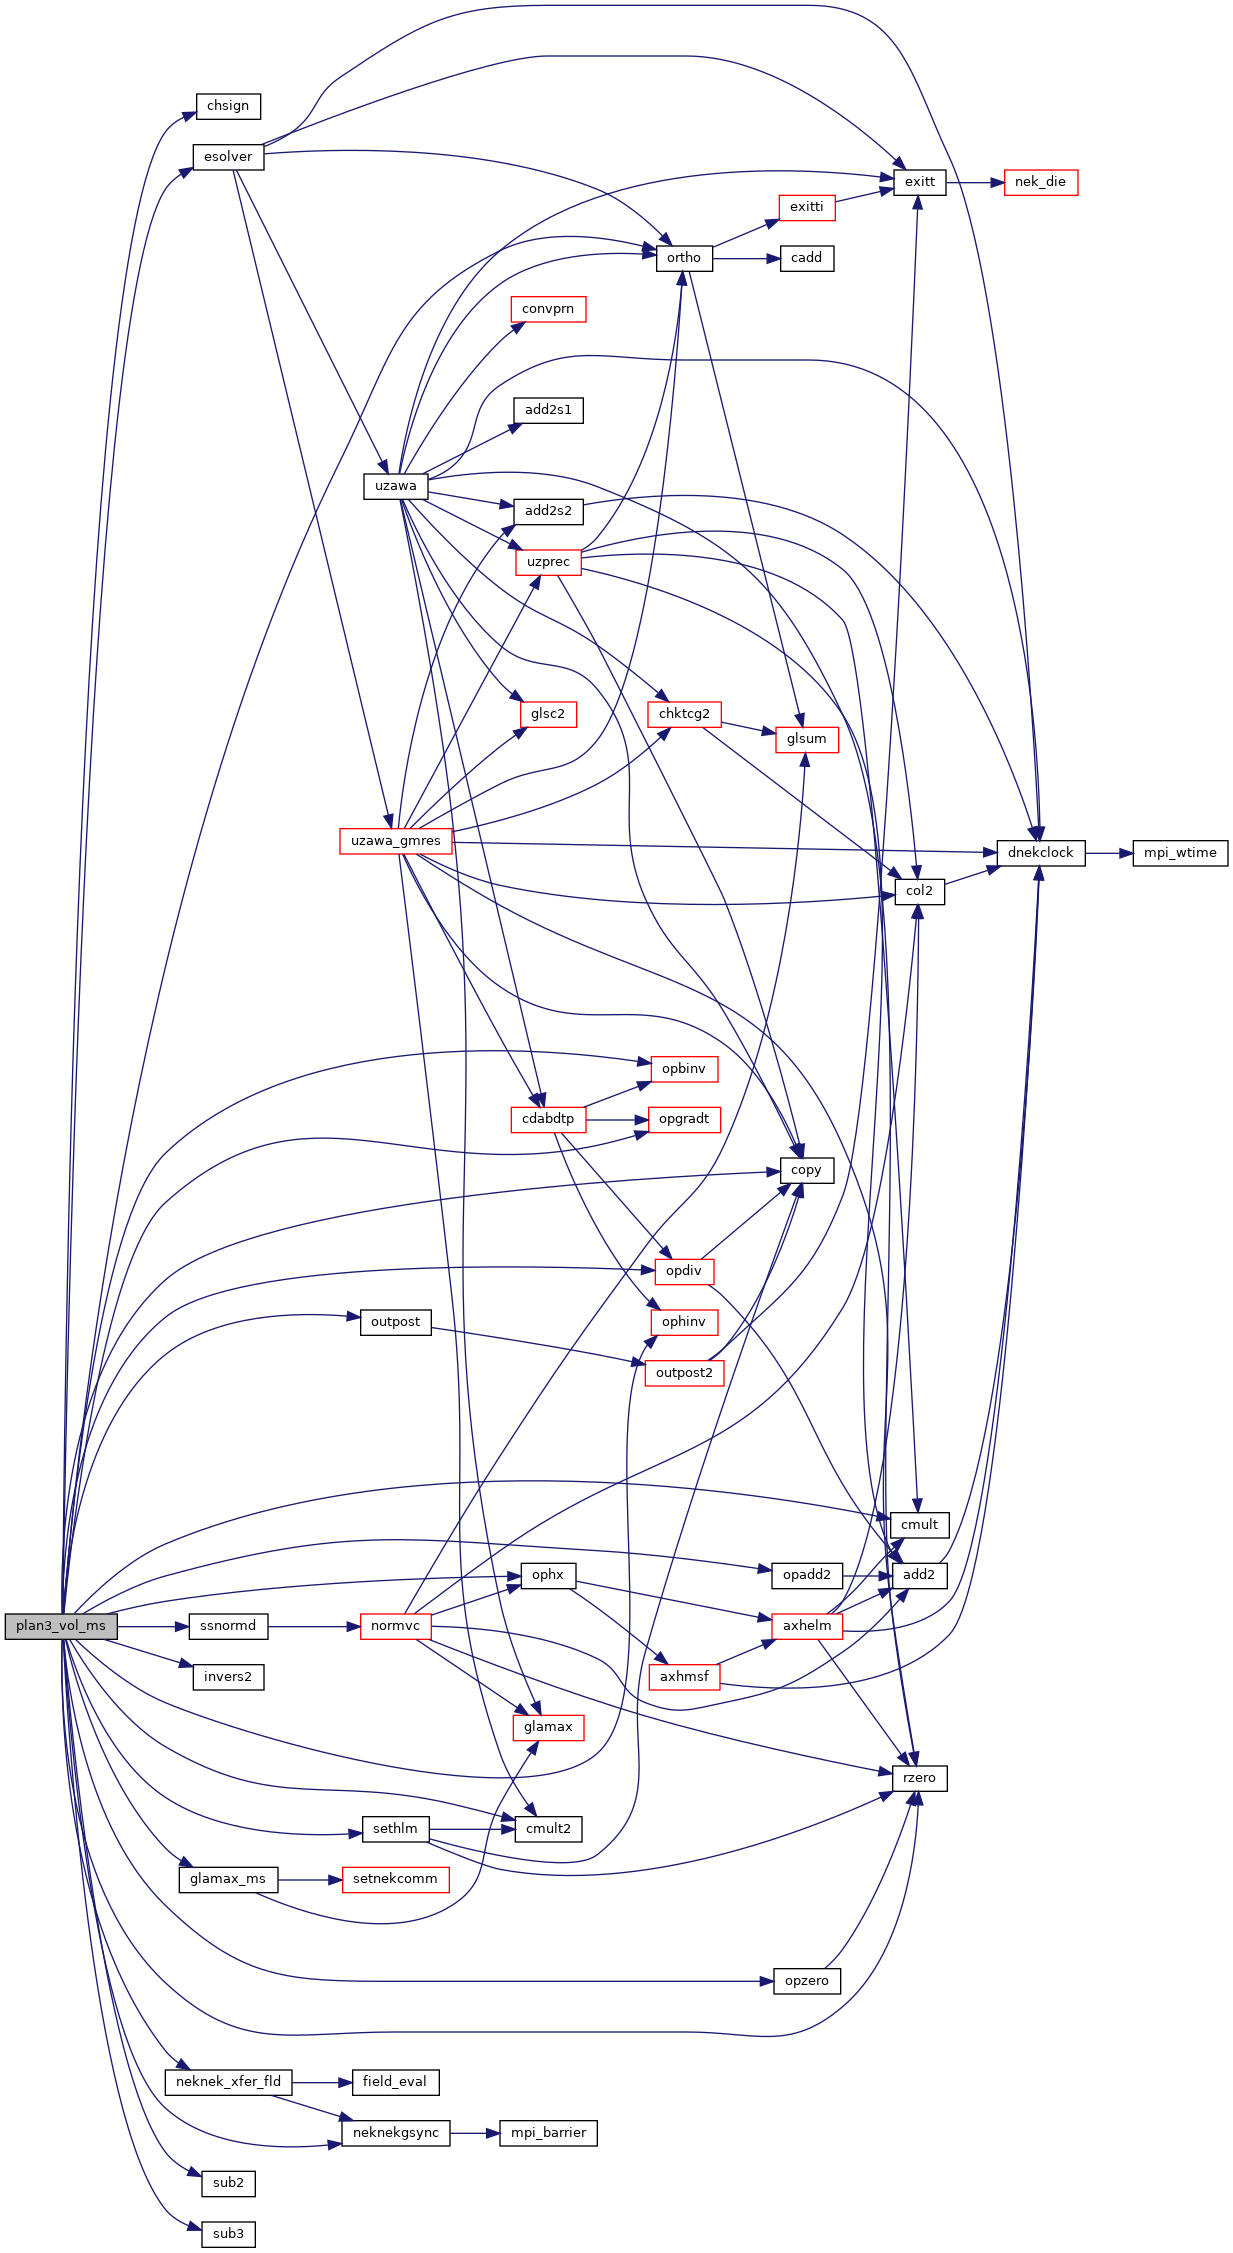 chsign
esolver
exitt
nek_die
exitti
ortho
cadd
convprn
add2s1
uzawa
add2s2
uzprec
glsc2
chktcg2
glsum
uzawa_gmres
dnekclock
mpi_wtime
col2
opbinv
cdabdtp
opgradt
copy
opdiv
outpost
ophinv
outpost2
cmult
ophx
opadd2
add2
plan3_vol_ms
ssnormd
normvc
axhelm
invers2
axhmsf
glamax
rzero
sethlm
cmult2
glamax_ms
setnekcomm
opzero
neknek_xfer_fld
field_eval
neknekgsync
mpi_barrier
sub2
sub3